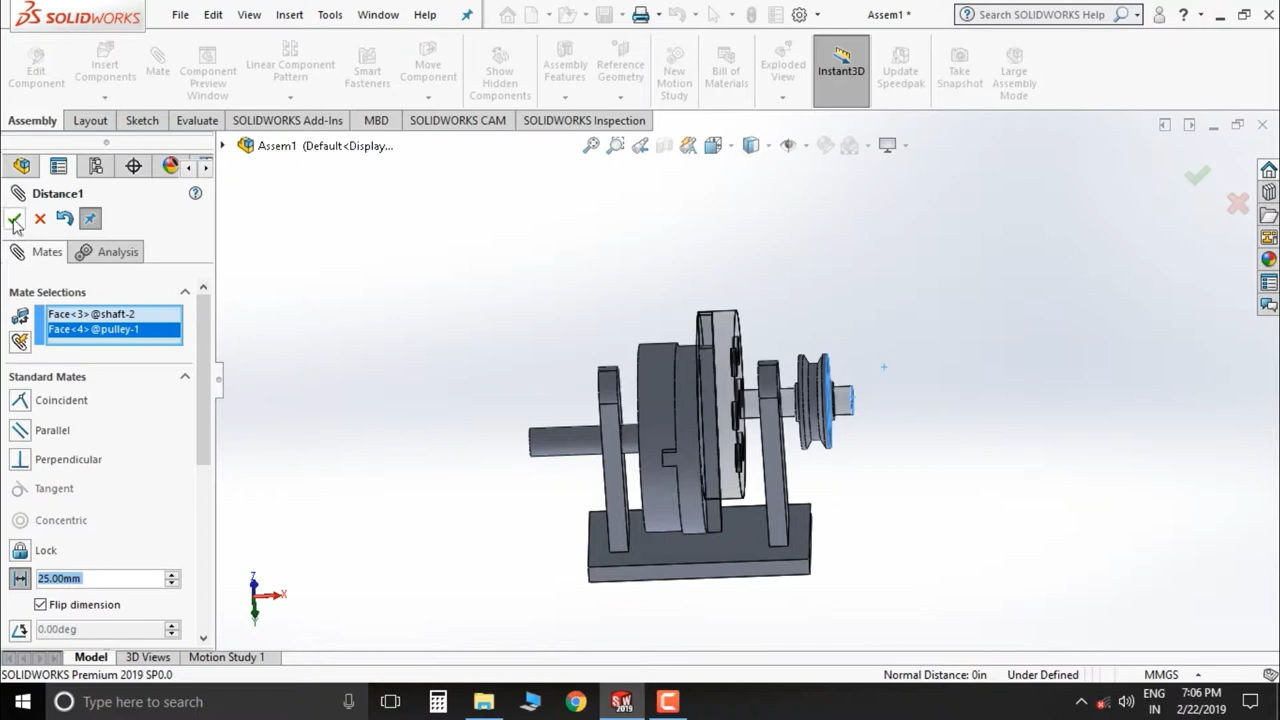 SOLIDWORKS File Edit View Insert Tools Window Help Assem1 * Search SOLIDWORKS Help ?
Edit Component
Insert Components
Mate
Component Preview Window
Linear Component Pattern
Smart Fasteners
Move Component
Show Hidden Components
Assembly Features
Reference Geometry
New Motion Study
Bill of Materials
Exploded View
Instant3D
Update Speedpak
Take Snapshot
Large Assembly Mode
Assembly Layout Sketch Evaluate SOLIDWORKS Add-Ins MBD SOLIDWORKS CAM SOLIDWORKS Inspection
Assem1 (Default<Display...
Distance1
Mates Analysis
Mate Selections
Face<3>@shaft-2
Face<4>@pulley-1
Standard Mates
Coincident
Parallel
Perpendicular
Tangent
Concentric
Lock
25.00mm
Flip dimension
0.00deg
Z
X
Y
Model 3D Views Motion Study 1
SOLIDWORKS Premium 2019 SP0.0 Normal Distance: 0in Under Defined MMGS
Type here to search
SW
2019
ENG
IN
7:06 PM
2/22/2019